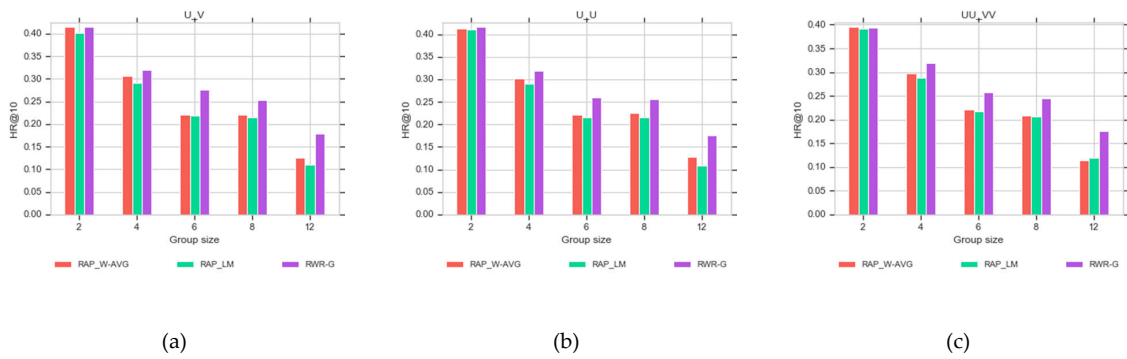 U_V
HR@10
0.40
0.35
0.30
0.25
0.20
0.15
0.10
0.05
0.00
2 4 6 8 12
Group size
RAP_W-AVG RAP_LM RWR-G
(a)
U_U
HR@10
0.40
0.35
0.30
0.25
0.20
0.15
0.10
0.05
0.00
2 4 6 8 12
Group size
RAP_W-AVG RAP_LM RWR-G
(b)
UU_VV
HR@10
0.40
0.35
0.30
0.25
0.20
0.15
0.10
0.05
0.00
2 4 6 8 12
Group size
RAP_W-AVG RAP_LM RWR-G
(c)